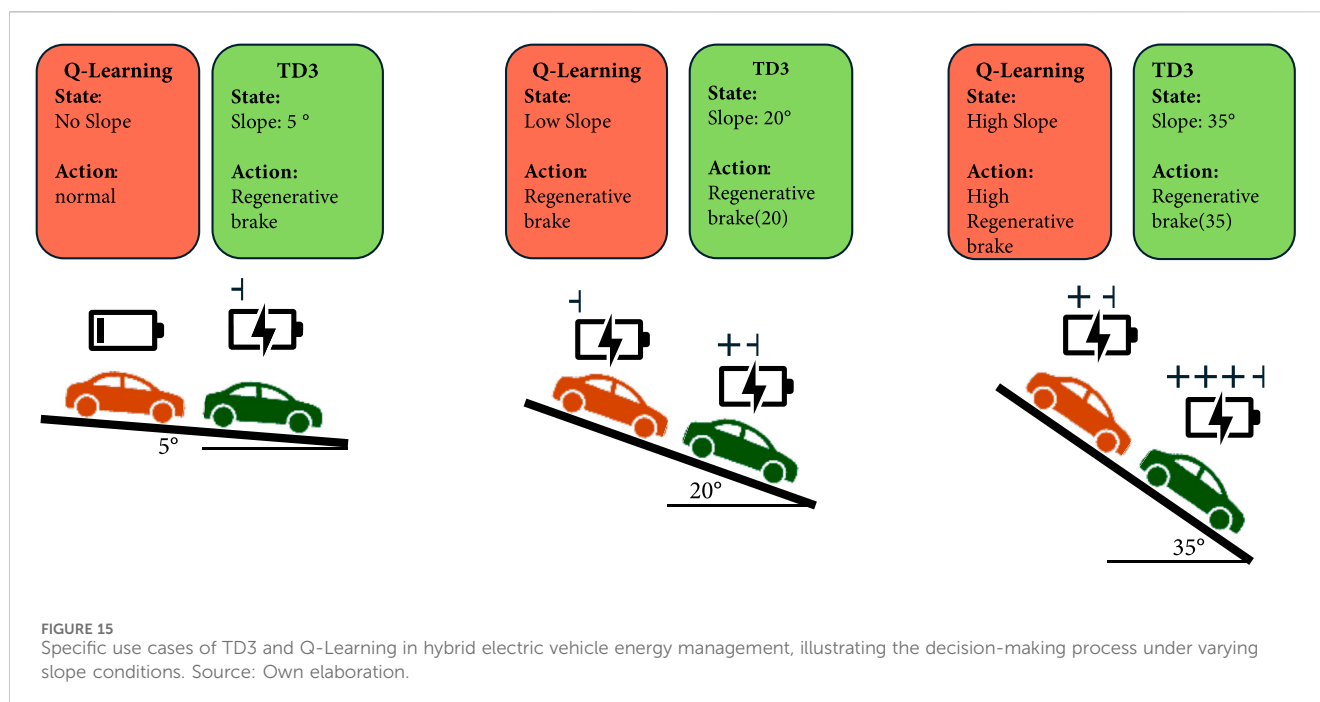 Q-Learning
State:
No Slope
Action:
normal
TD3
State:
Slope: 5 °
Action:
Regenerative
brake
Q-Learning
State:
Low Slope
Action:
Regenerative
brake
TD3
State:
Slope: 20°
Action:
Regenerative
brake(20)
Q-Learning
State:
High Slope
Action:
High
Regenerative
brake
TD3
State:
Slope: 35°
Action:
Regenerative
brake(35)
5°
20°
35°
FIGURE 15
Specific use cases of TD3 and Q-Learning in hybrid electric vehicle energy management, illustrating the decision-making process under varying
slope conditions. Source: Own elaboration.